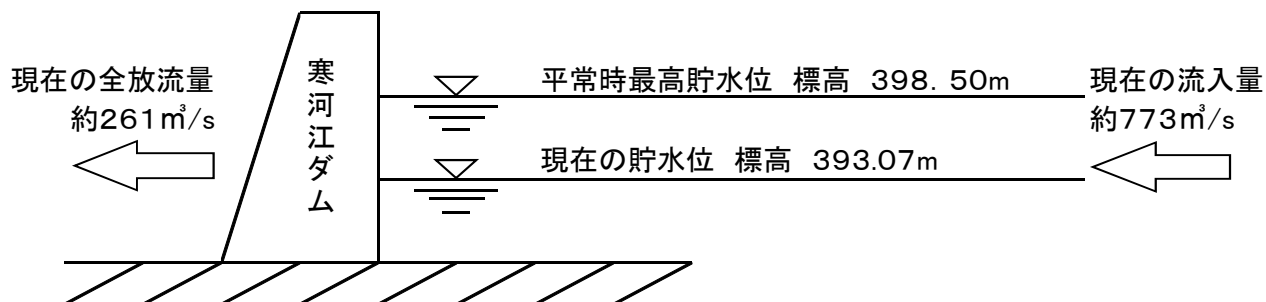 現在の全放流量
約261㎥/s
寒河江ダム
平常時最高貯水位 標高 398.50m
現在の貯水位 標高 393.07m
現在の流入量
約773㎥/s